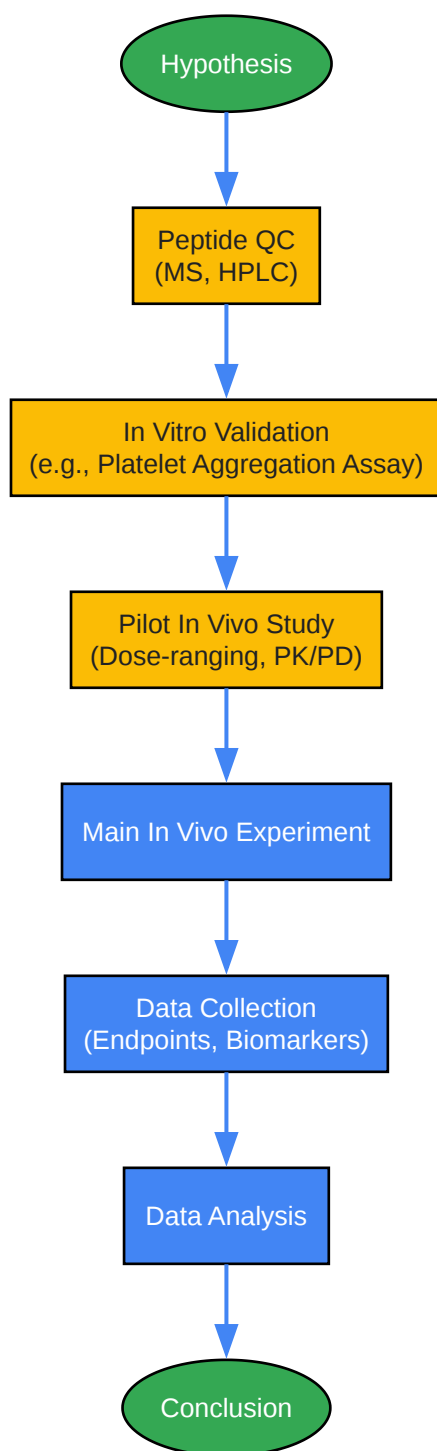 Hypothesis
Peptide QC
(MS, HPLC)
In Vitro Validation
(e.g., Platelet Aggregation Assay)
Pilot In Vivo Study
(Dose-ranging, PK/PD)
Main In Vivo Experiment
Data Collection
(Endpoints, Biomarkers)
Data Analysis
Conclusion